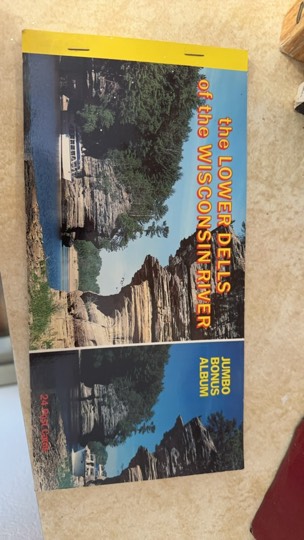 the LOWER DELLS
of the WISCONSIN RIVER
JUMBO
BONUS
ALBUM